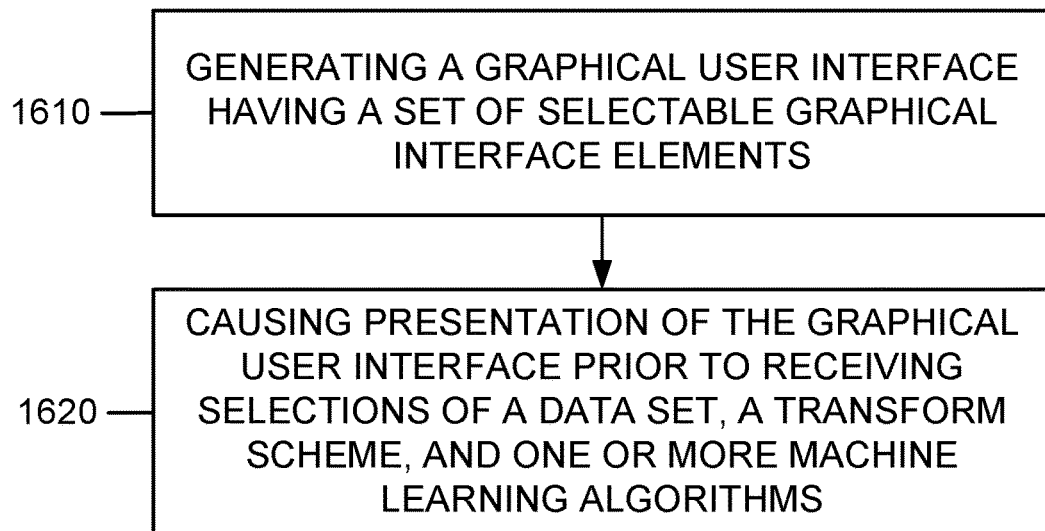 1610
GENERATING A GRAPHICAL USER INTERFACE
HAVING A SET OF SELECTABLE GRAPHICAL
INTERFACE ELEMENTS
1620
CAUSING PRESENTATION OF THE GRAPHICAL
USER INTERFACE PRIOR TO RECEIVING
SELECTIONS OF A DATA SET, A TRANSFORM
SCHEME, AND ONE OR MORE MACHINE
LEARNING ALGORITHMS